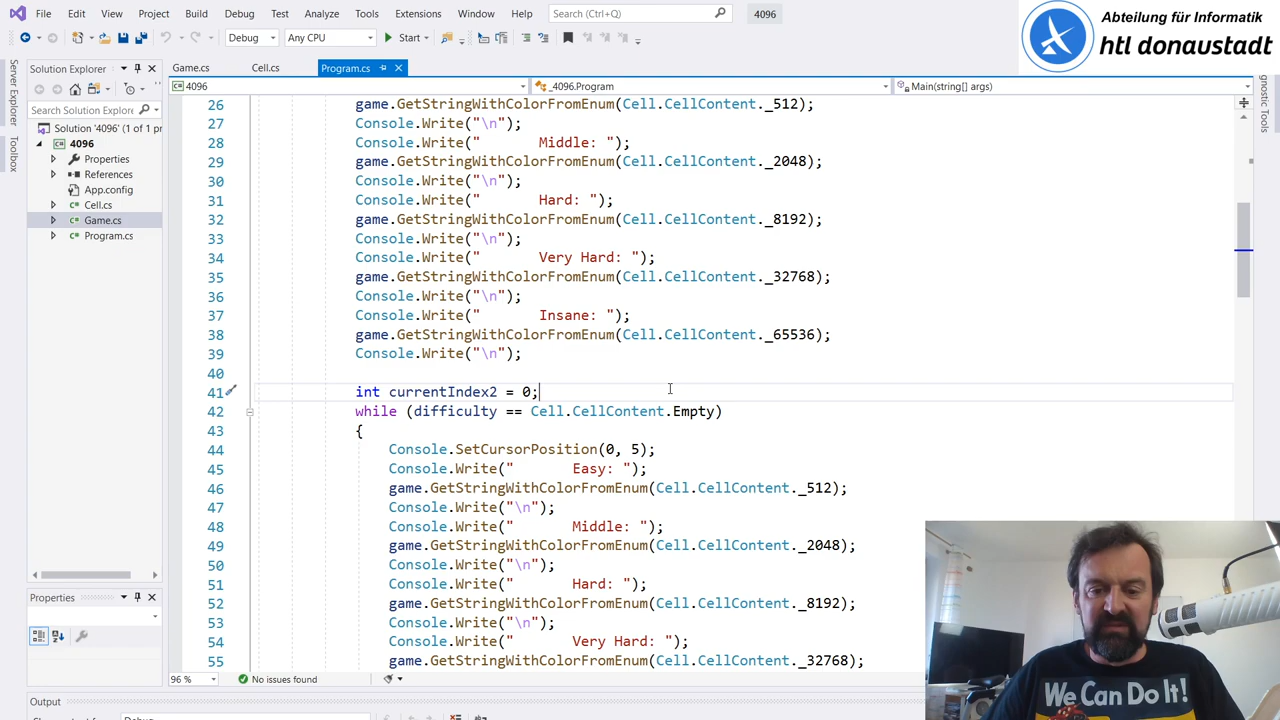 File Edit View Project Build Debug Test Analyze Tools Extensions Window Help Search (Ctrl+Q) 4096
Abteilung für Informatik
htl donaustadt
Debug Any CPU Start
Server Explorer
Toolbox
Solution Explorer
Search Solution Explorer
Solution '4096' (1 of 1 pr
4096
Properties
References
App.config
Cell.cs
Game.cs
Program.cs
Properties
Game.cs Cell.cs Program.cs
4096 _4096.Program Main(string[] args)
26 game.GetStringWithColorFromEnum(Cell.CellContent._512);
27 Console.Write("\n");
28 Console.Write("       Middle: ");
29 game.GetStringWithColorFromEnum(Cell.CellContent._2048);
30 Console.Write("\n");
31 Console.Write("       Hard: ");
32 game.GetStringWithColorFromEnum(Cell.CellContent._8192);
33 Console.Write("\n");
34 Console.Write("       Very Hard: ");
35 game.GetStringWithColorFromEnum(Cell.CellContent._32768);
36 Console.Write("\n");
37 Console.Write("       Insane: ");
38 game.GetStringWithColorFromEnum(Cell.CellContent._65536);
39 Console.Write("\n");
40
41 int currentIndex2 = 0;
42 while (difficulty == Cell.CellContent.Empty)
43 {
44 Console.SetCursorPosition(0, 5);
45 Console.Write("       Easy: ");
46 game.GetStringWithColorFromEnum(Cell.CellContent._512);
47 Console.Write("\n");
48 Console.Write("       Middle: ");
49 game.GetStringWithColorFromEnum(Cell.CellContent._2048);
50 Console.Write("\n");
51 Console.Write("       Hard: ");
52 game.GetStringWithColorFromEnum(Cell.CellContent._8192);
53 Console.Write("\n");
54 Console.Write("       Very Hard: ");
55 game.GetStringWithColorFromEnum(Cell.CellContent._32768);
96 % No issues found
Output
gnostic Tools
We Can Do It!